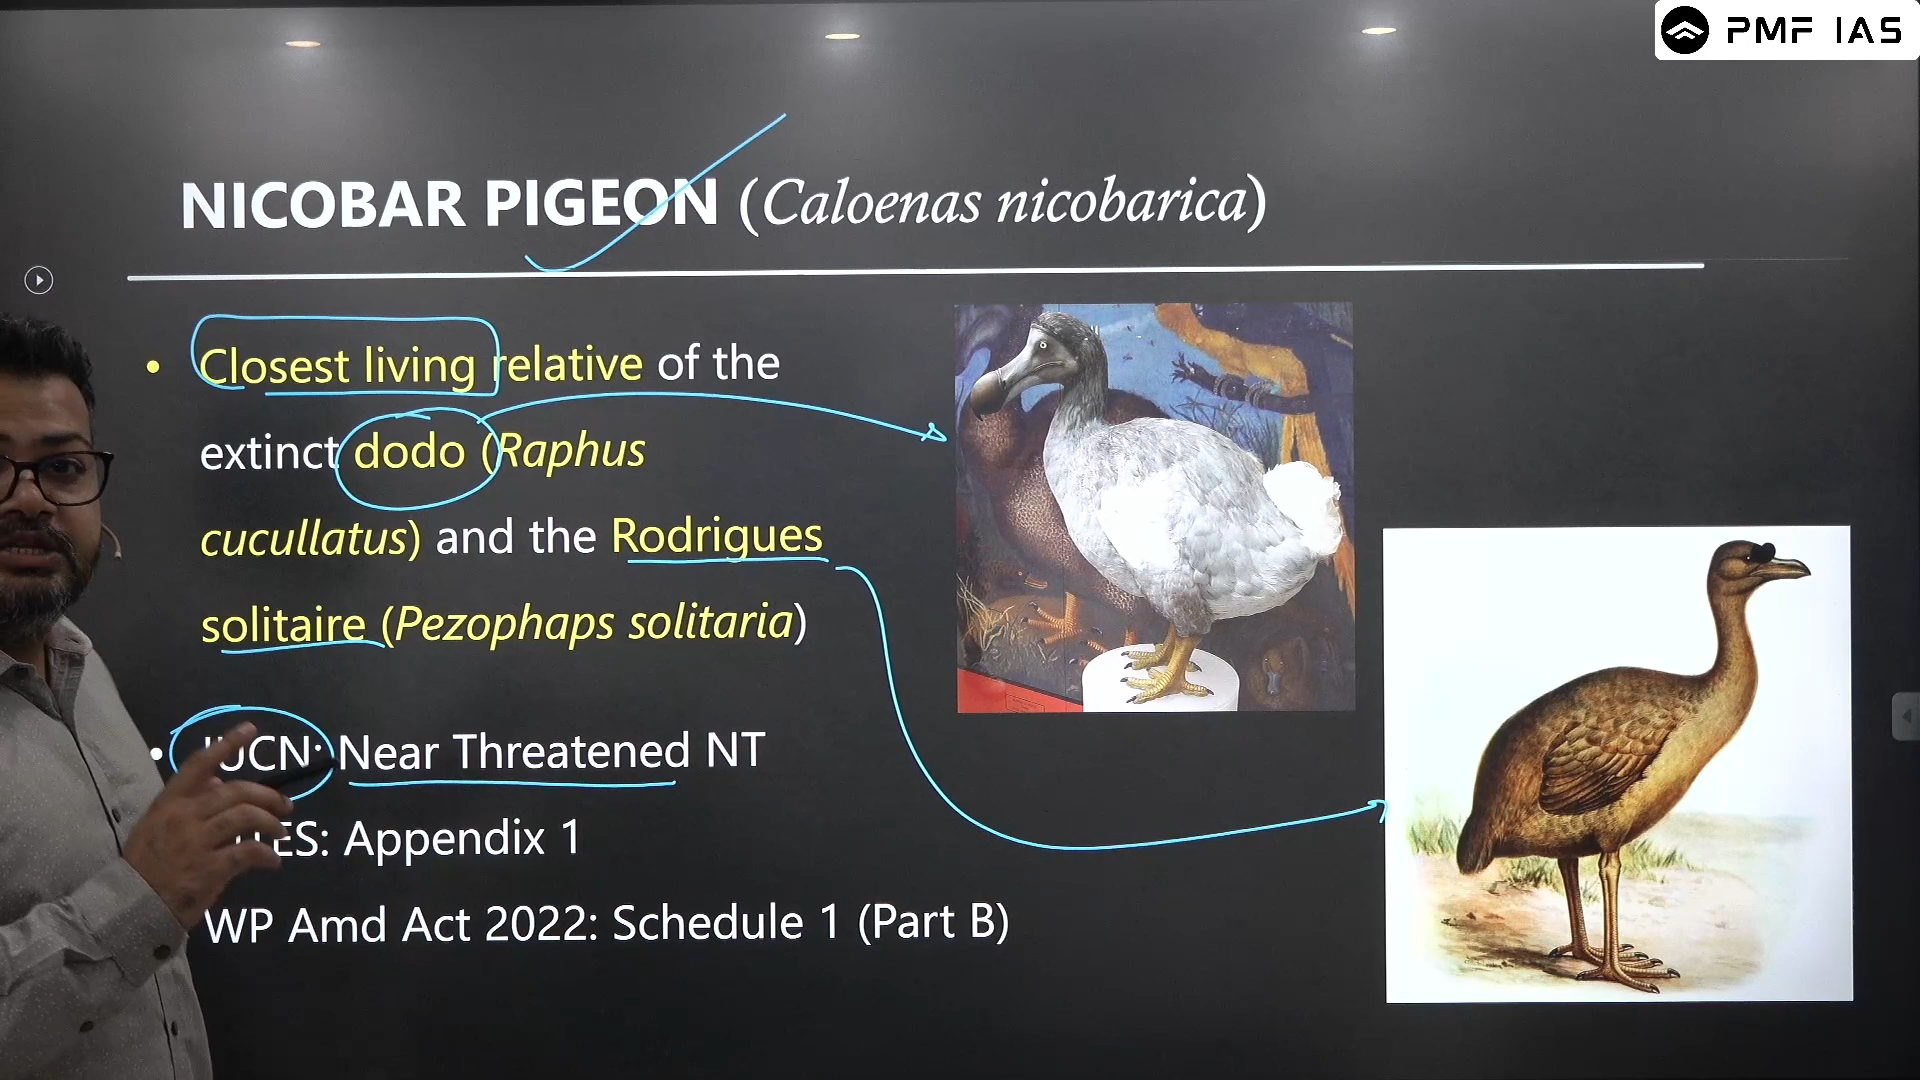 PMF IAS
NICOBAR PIGEON (Caloenas nicobarica)
• Closest living relative of the
extinct dodo (Raphus
cucullatus) and the Rodrigues
solitaire (Pezophaps solitaria)
• IUCN: Near Threatened NT
Appendix 1
WP Amd Act 2022: Schedule 1 (Part B)